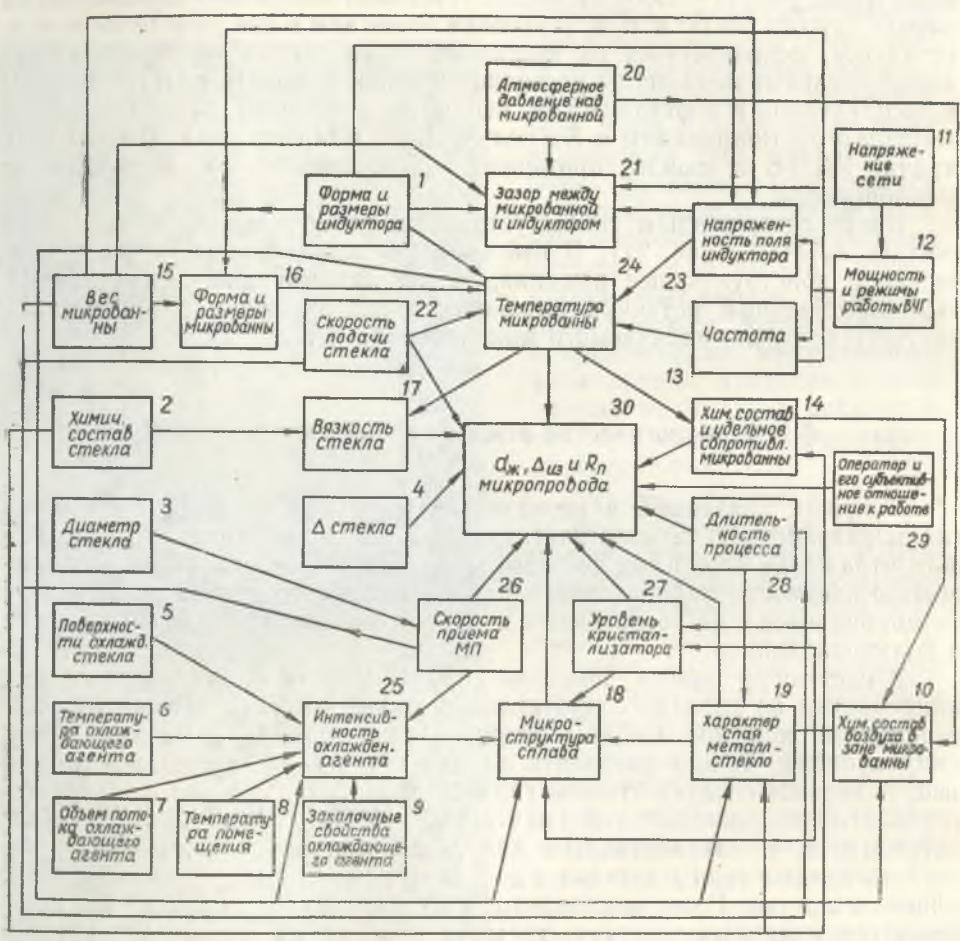 20
Атмосферное
давление над
микрованной
11
Напряже-
ние
сети
1
Форма и
размеры
индуктора
21
Зазор между
микрованной
и индуктором
Напряжен-
ность поля
индуктора
23
12
Мощность
и режимы
работы ВЧГ
15
Вес
микрован-
ны
16
Форма и
размеры
микрованны
22
Скорость
подачи
стекла
24
Температура
микрованны
Частота
13
2
Химич.
состав
стекла
17
Вязкость
стекла
30
dж, Δиз и Rп
микропровода
14
Хим. состав
и удельное
сопротивл.
микрованны
3
Диаметр
стекла
4
Δ стекла
Длитель-
ность
процесса
28
Оператор и
его субъектив-
ное отноше-
ние к работе
29
5
Поверхнос-
ти охлажд.
стекла
26
Скорость
приема
МП
27
Уровень
кристал-
лизатора
6
Температу-
ра охлаж-
дающего
агента
25
Интенсив-
ность
охлажден.
агента
18
Микро-
структура
сплава
19
Характер
спая
металл-
стекло
10
Хим. состав
воздуха в
зоне микро-
ванны
7
Объем пото-
ка охлаж-
дающего
агента
8
Температу-
ра поме-
щения
9
Закалочные
свойства
охлаждающе-
го агента